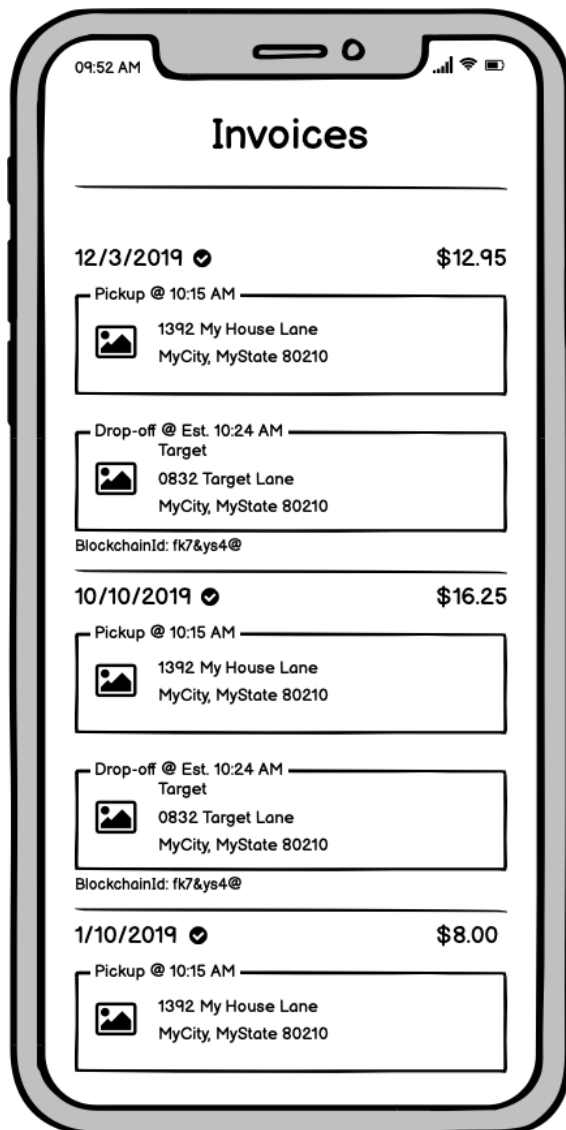 09:52 AM
Invoices
12/3/2019 $12.95
Pickup @ 10:15 AM
1392 My House Lane
MyCity, MyState 80210
Drop-off @ Est. 10:24 AM
Target
0832 Target Lane
MyCity, MyState 80210
BlockchainId: fk7&ys4@
10/10/2019 $16.25
Pickup @ 10:15 AM
1392 My House Lane
MyCity, MyState 80210
Drop-off @ Est. 10:24 AM
Target
0832 Target Lane
MyCity, MyState 80210
BlockchainId: fk7&ys4@
1/10/2019 $8.00
Pickup @ 10:15 AM
1392 My House Lane
MyCity, MyState 80210